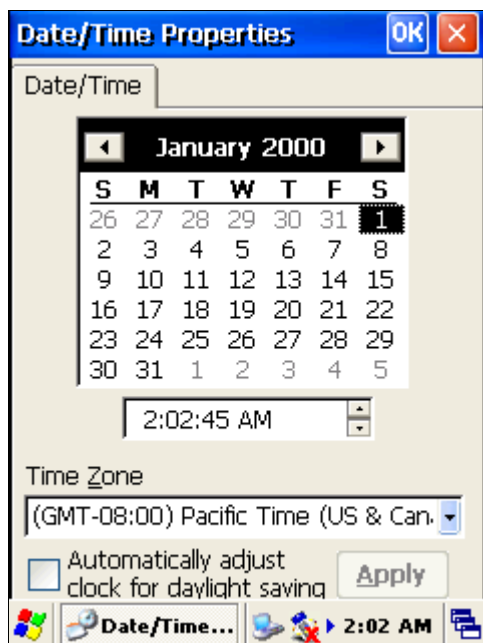 Date/Time Properties OK
Date/Time
January 2000
S M T W T F S
26 27 28 29 30 31 1
2 3 4 5 6 7 8
9 10 11 12 13 14 15
16 17 18 19 20 21 22
23 24 25 26 27 28 29
30 31 1 2 3 4 5
2:02:45 AM
Time Zone
(GMT-08:00) Pacific Time (US & Can.
Automatically adjust
clock for daylight saving
Apply
Date/Time... 2:02 AM